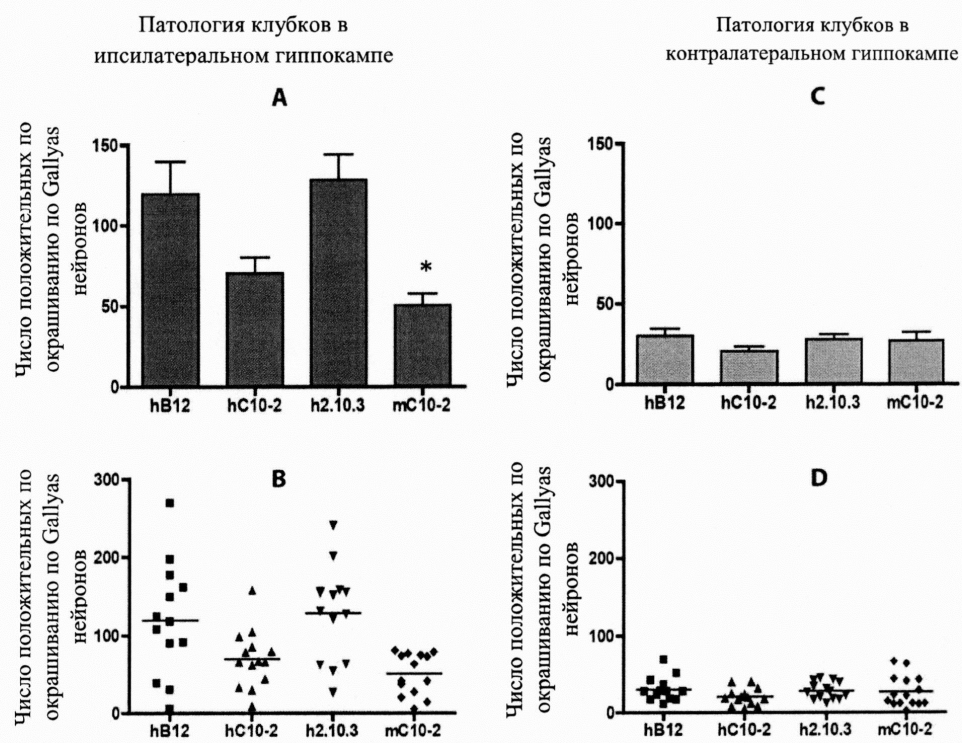 Патология клубков в
ипсилатеральном гиппокампе
A
Число положительных по
окрашиванию по Gallyas
нейронов
150
100
50
0
*
hB12
hC10-2
h2.10.3
mC10-2
Патология клубков в
контралатеральном гиппокампе
C
Число положительных по
окрашиванию по Gallyas
нейронов
150
100
50
0
hB12
hC10-2
h2.10.3
mC10-2
B
Число положительных по
окрашиванию по Gallyas
нейронов
300
200
100
0
hB12
hC10-2
h2.10.3
mC10-2
D
Число положительных по
окрашиванию по Gallyas
нейронов
300
200
100
0
hB12
hC10-2
h2.10.3
mC10-2